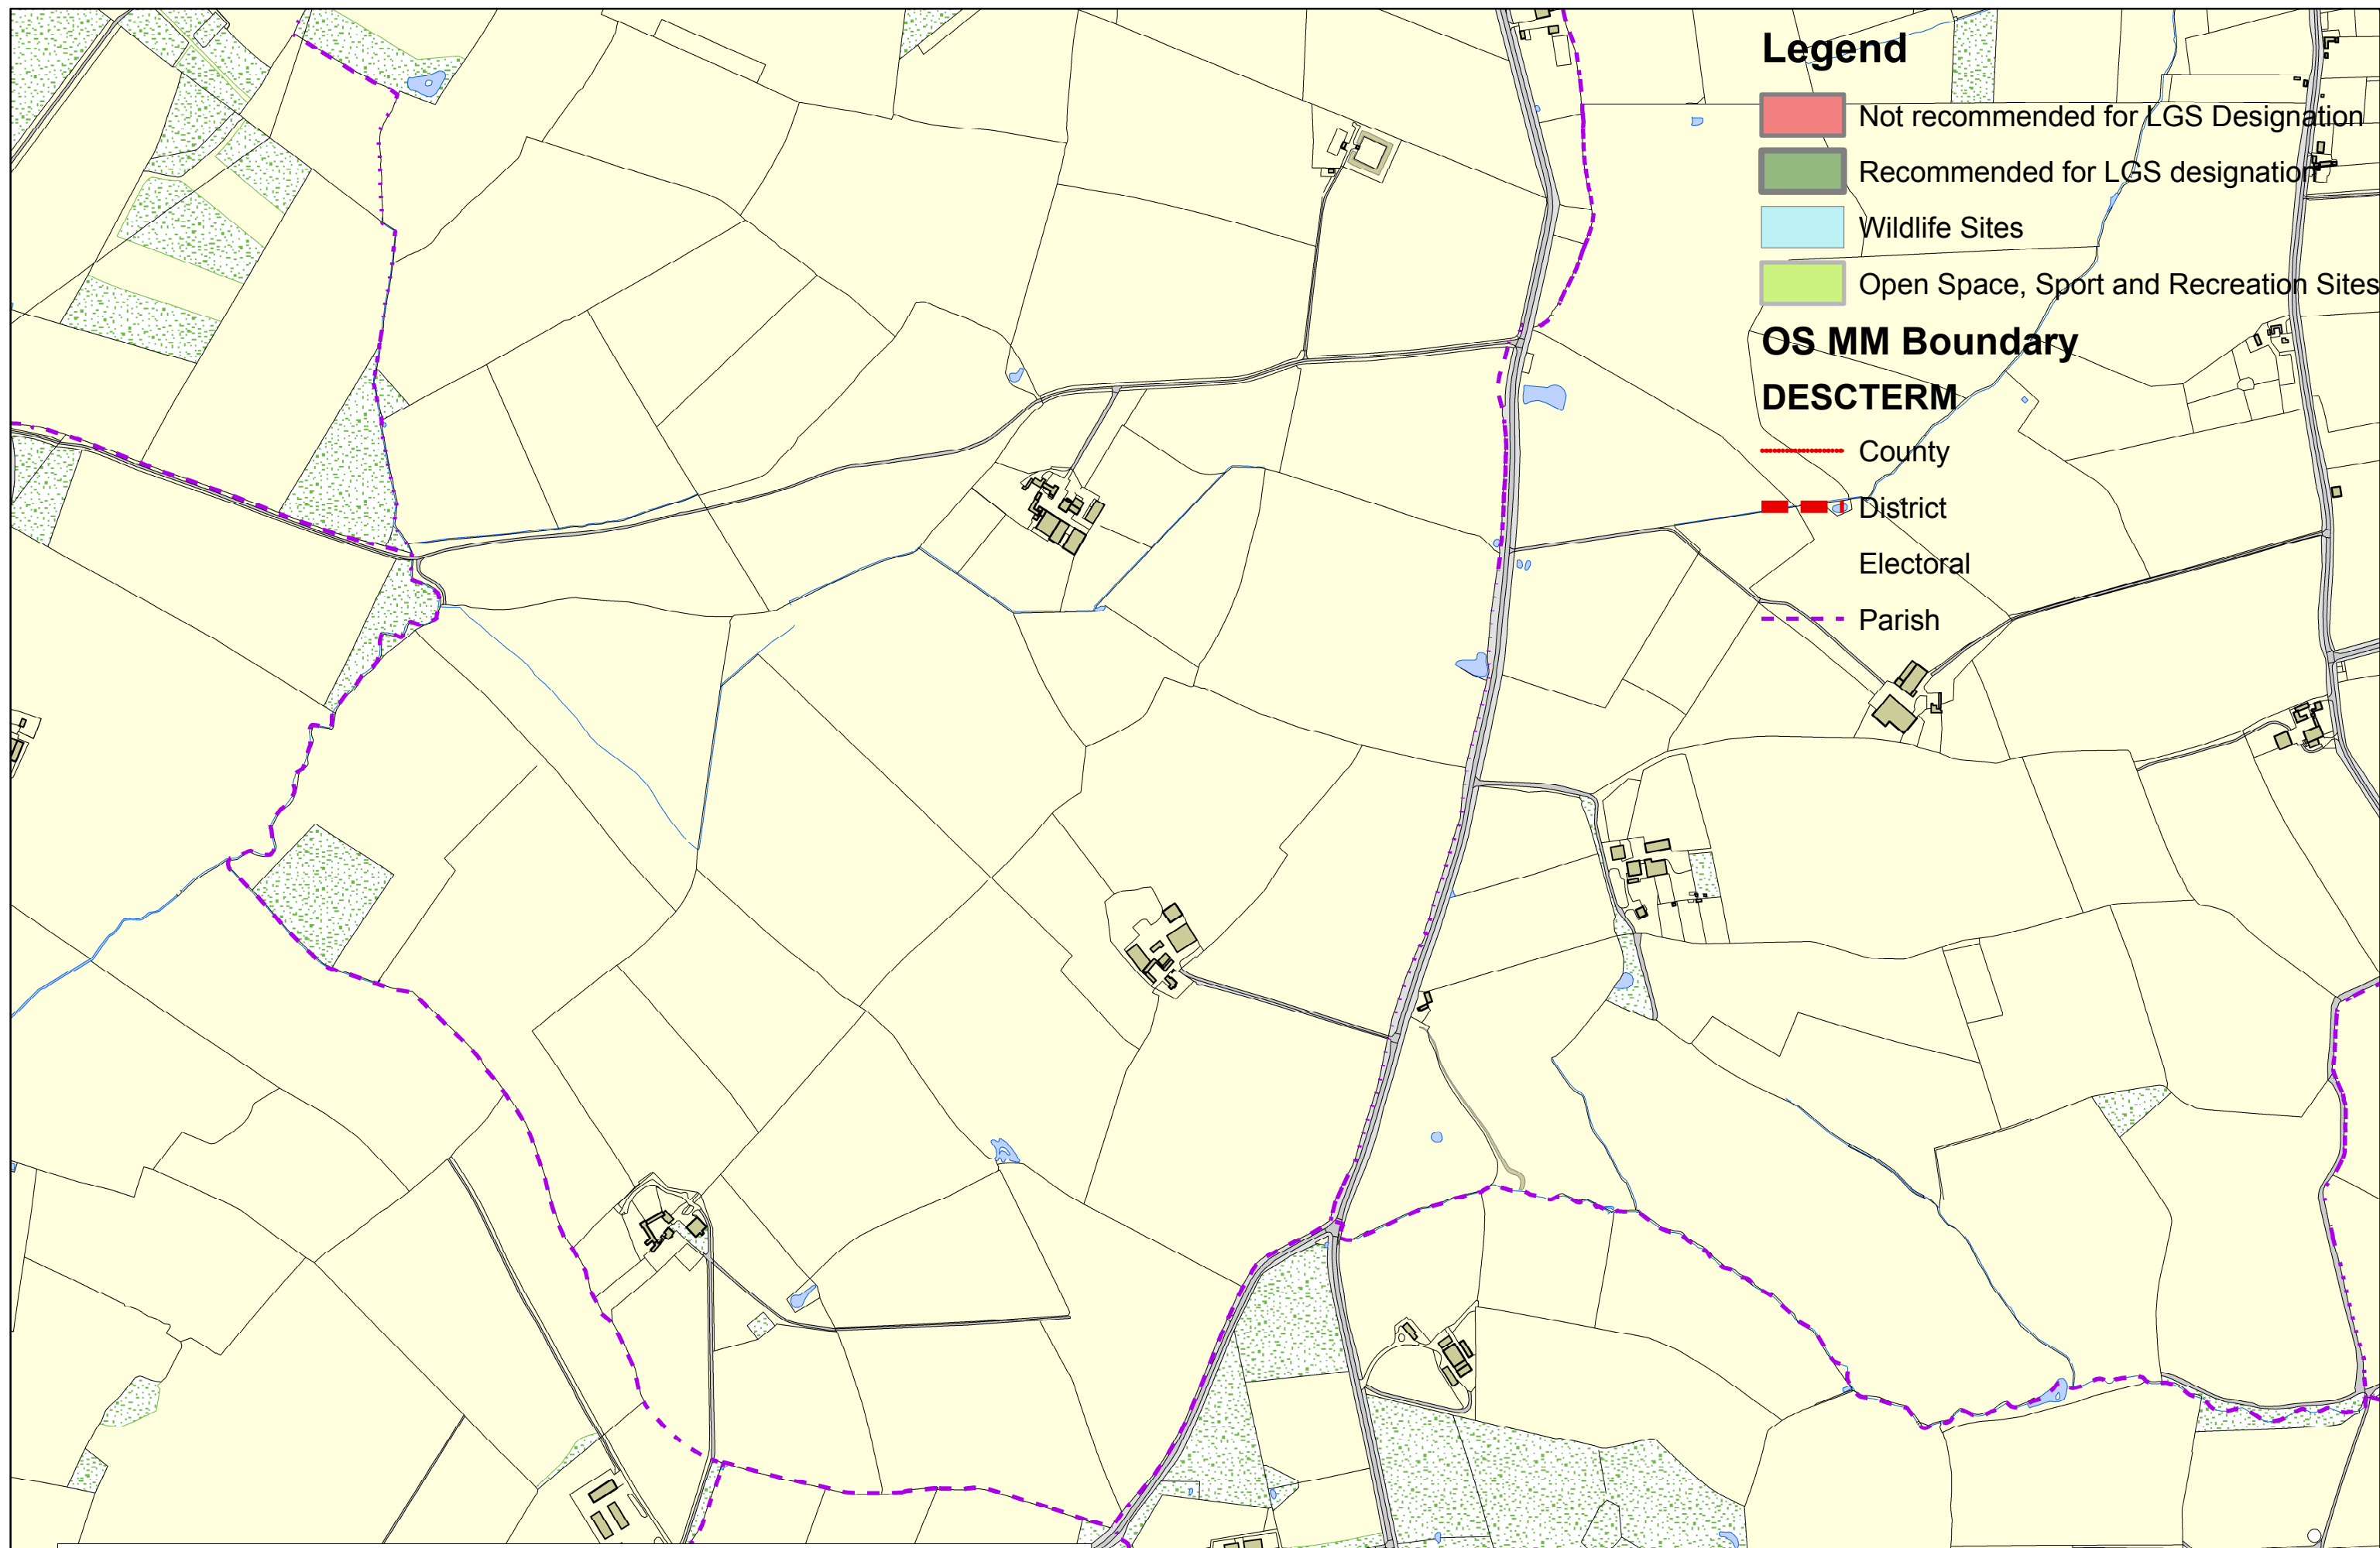 Legend
Not recommended for LGS Designation
Recommended for LGS designation
Wildlife Sites
Open Space, Sport and Recreation Sites
OS MM Boundary
DESCTERM
County
District
Electoral
Parish